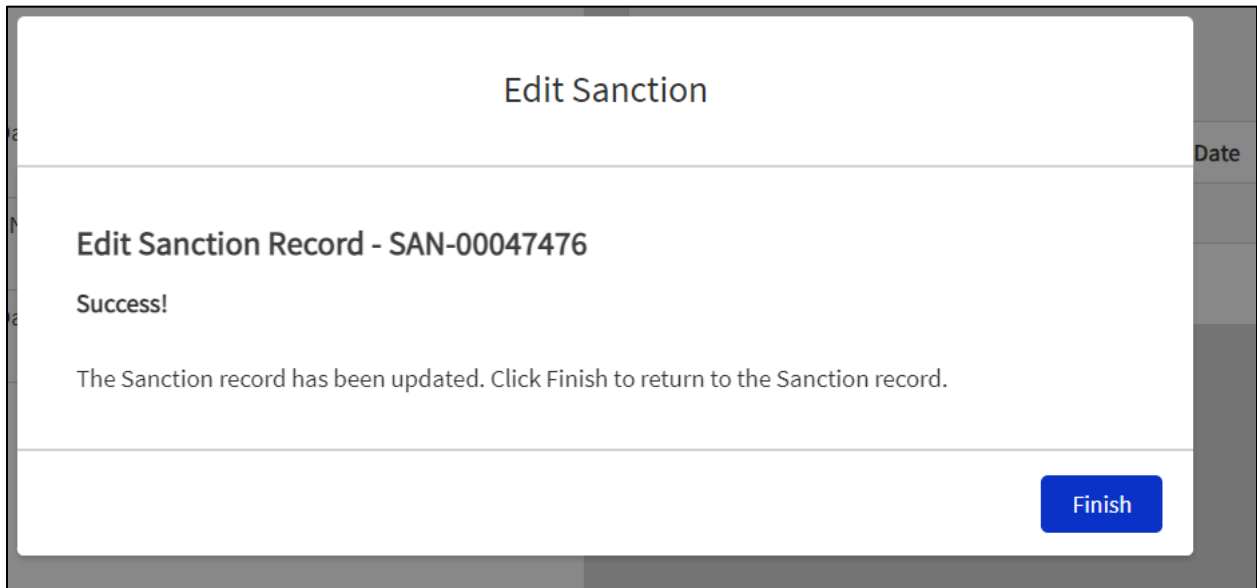 Edit Sanction
Date
Edit Sanction Record - SAN-00047476
Success!
The Sanction record has been updated. Click Finish to return to the Sanction record.
Finish